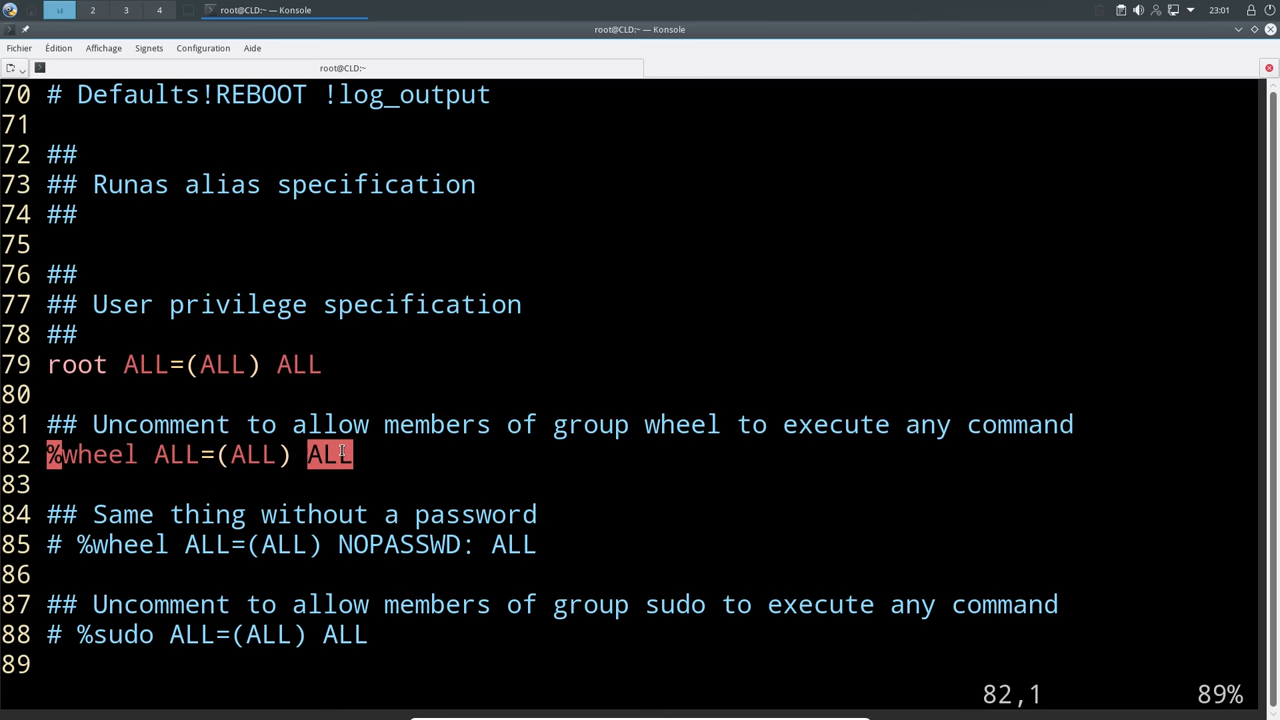 2 3 4 root@CLD:~ — Konsole 23:01
root@CLD:~ — Konsole
Fichier Édition Affichage Signets Configuration Aide
root@CLD:~
70 # Defaults!REBOOT !log_output
71
72 ##
73 ## Runas alias specification
74 ##
75
76 ##
77 ## User privilege specification
78 ##
79 root ALL=(ALL) ALL
80
81 ## Uncomment to allow members of group wheel to execute any command
82 %wheel ALL=(ALL) ALL
83
84 ## Same thing without a password
85 # %wheel ALL=(ALL) NOPASSWD: ALL
86
87 ## Uncomment to allow members of group sudo to execute any command
88 # %sudo ALL=(ALL) ALL
89
82,1 89%